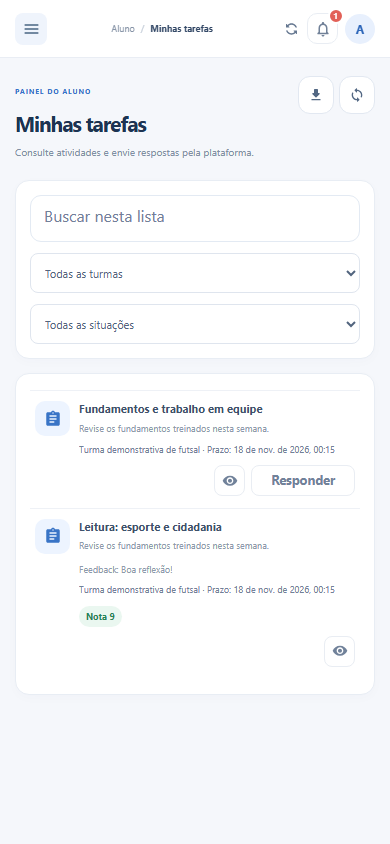 Aluno / Minhas tarefas
1
A
PAINEL DO ALUNO
Minhas tarefas
Consulte atividades e envie respostas pela plataforma.
Buscar nesta lista
Todas as turmas
Todas as situações
Fundamentos e trabalho em equipe
Revise os fundamentos treinados nesta semana.
Turma demonstrativa de futsal · Prazo: 18 de nov. de 2026, 00:15
Responder
Leitura: esporte e cidadania
Revise os fundamentos treinados nesta semana.
Feedback: Boa reflexão!
Turma demonstrativa de futsal · Prazo: 18 de nov. de 2026, 00:15
Nota 9